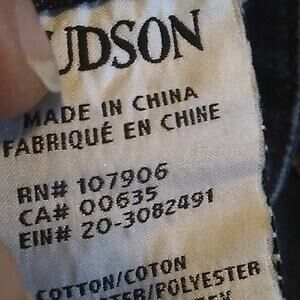 UDSON
MADE IN CHINA
FABRIQUÉ EN CHINE
RN# 107906
CA# 00635
EIN# 20-3082491
COTTON/COTON
/POLYESTER